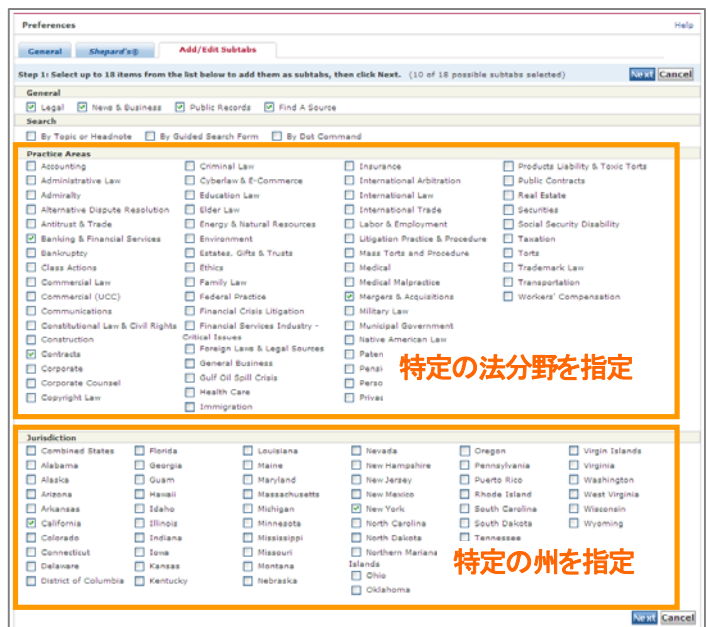 Preferences Help
General Shepard's® Add/Edit Subtabs
Step 1: Select up to 18 items from the list below to add them as subtabs, then click Next. (10 of 18 possible subtabs selected) Next Cancel
General
Legal News & Business Public Records Find A Source
Search
By Topic or Headnote By Guided Search Form By Dot Command
Practice Areas
Accounting Criminal Law Insurance Products Liability & Toxic Torts
Administrative Law Cyberlaw & E-Commerce International Arbitration Public Contracts
Admiralty Education Law International Law Real Estate
Alternative Dispute Resolution Elder Law International Trade Securities
Antitrust & Trade Energy & Natural Resources Labor & Employment Social Security Disability
Banking & Financial Services Environment Litigation Practice & Procedure Taxation
Bankruptcy Estates, Gifts & Trusts Mass Torts and Procedure Torts
Class Actions Ethics Medical Trademark Law
Commercial Law Family Law Medical Malpractice Transportation
Commercial (UCC) Federal Practice Mergers & Acquisitions Workers' Compensation
Communications Financial Crisis Litigation Military Law
Constitutional Law & Civil Rights Financial Services Industry - Municipal Government
Construction Critical Issues Native American Law
Contracts Foreign Laws & Legal Sources Paten
Corporate General Business Pensi
Corporate Counsel Gulf Oil Spill Crisis Perso
Copyright Law Health Care Privac
Immigration
特定の法分野を指定
Jurisdiction
Combined States Florida Louisiana Nevada Oregon Virgin Islands
Alabama Georgia Maine New Hampshire Pennsylvania Virginia
Alaska Guam Maryland New Jersey Puerto Rico Washington
Arizona Hawaii Massachusetts New Mexico Rhode Island West Virginia
Arkansas Idaho Michigan New York South Carolina Wisconsin
California Illinois Minnesota North Carolina South Dakota Wyoming
Colorado Indiana Mississippi North Dakota Tennessee
Connecticut Iowa Missouri Northern Mariana
Delaware Kansas Montana Islands
District of Columbia Kentucky Nebraska Ohio
Oklahoma
特定の州を指定
Next Cancel